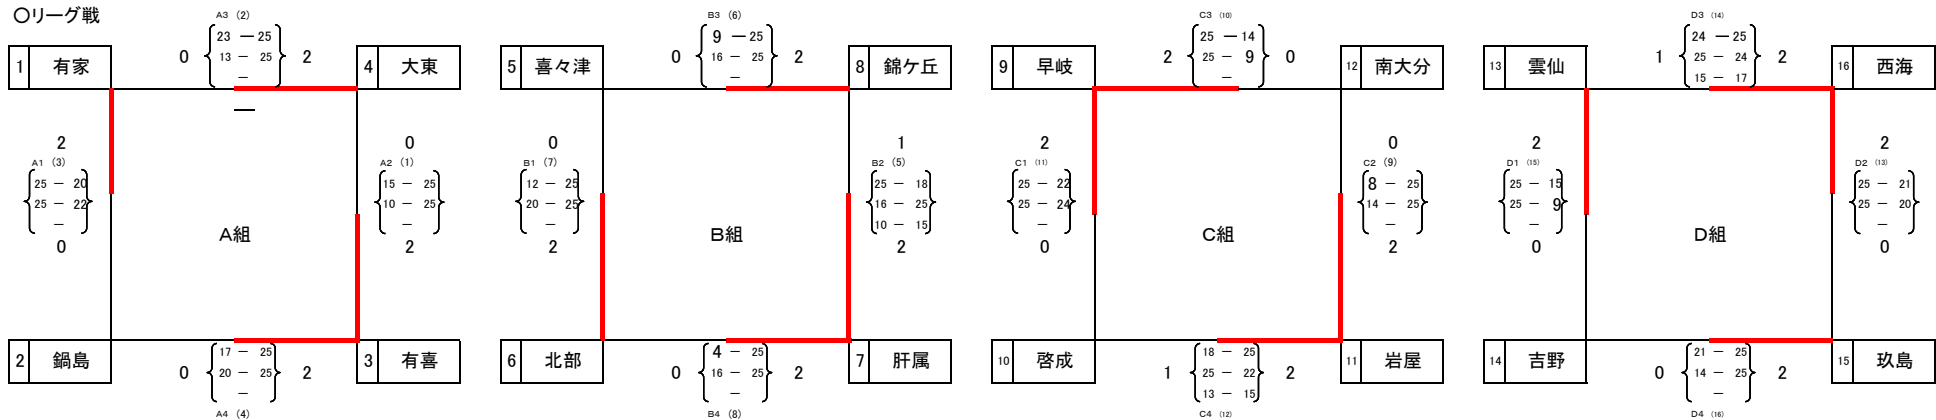 〇リーグ戦
A3 (2)
23 — 25
0 13 — 25 2
—
1 有家
4 大東
—
2
A1 (3)
25 — 20
25 — 22
—
0
0
A2 (1)
15 — 25
10 — 25
—
2
A組
2 鍋島
3 有喜
17 — 25
0 20 — 25 2
—
A4 (4)
B3 (6)
9 — 25
0 16 — 25 2
—
5 喜々津
8 錦ケ丘
0
B1 (7)
12 — 25
20 — 25
—
2
1
B2 (5)
25 — 18
16 — 25
10 — 15
2
B組
6 北部
7 肝属
4 — 25
0 16 — 25 2
—
B4 (8)
C3 (10)
25 — 14
2 25 — 9 0
—
9 早岐
12 南大分
2
C1 (11)
25 — 22
25 — 24
—
0
0
C2 (9)
8 — 25
14 — 25
—
2
C組
10 啓成
11 岩屋
18 — 25
1 25 — 22 2
13 — 15
C4 (12)
D3 (14)
24 — 25
1 25 — 24 2
15 — 17
13 雲仙
16 西海
2
D1 (15)
25 — 15
25 — 9
—
0
2
D2 (13)
25 — 21
25 — 20
—
0
D組
14 吉野
15 玖島
21 — 25
0 14 — 25 2
—
D4 (16)